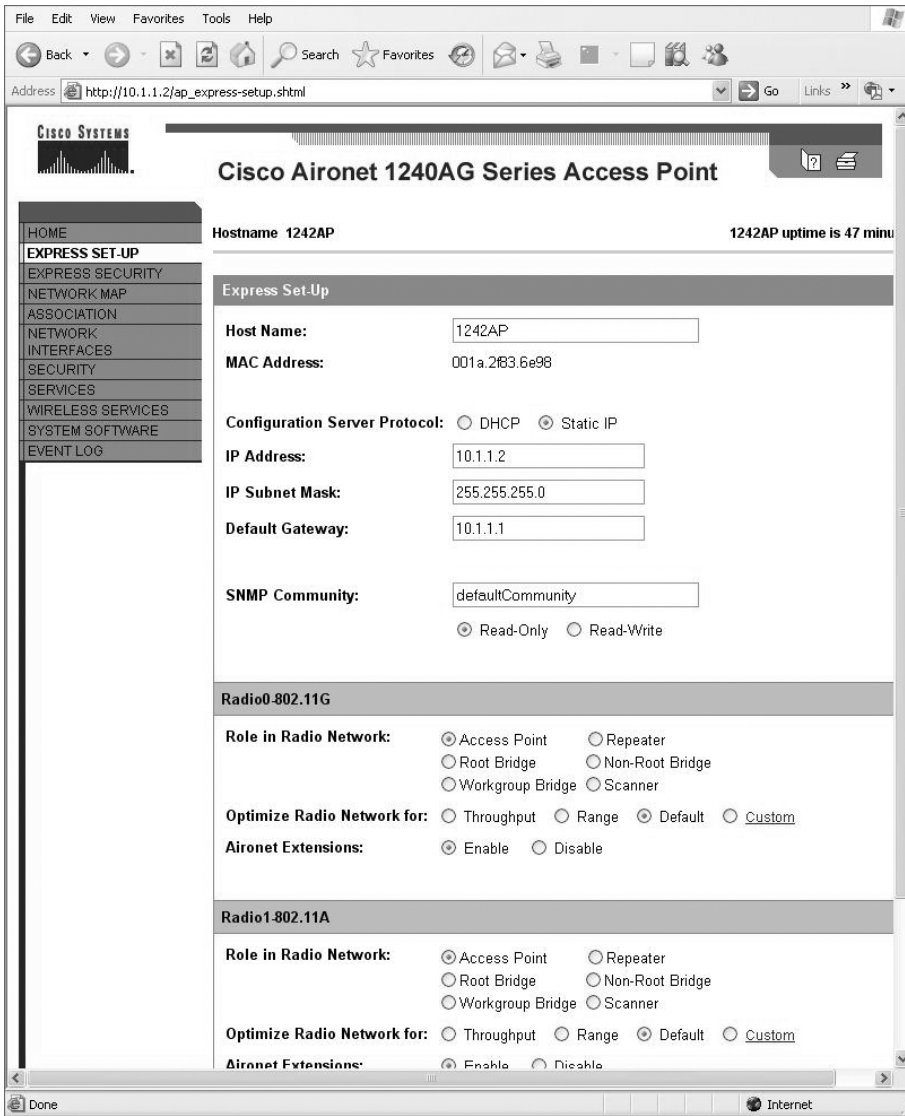 File Edit View Favorites Tools Help
Back Search Favorites
Address http://10.1.1.2/ap_express-setup.shtml Go Links »
CISCO SYSTEMS
Cisco Aironet 1240AG Series Access Point
HOME
EXPRESS SET-UP
EXPRESS SECURITY
NETWORK MAP
ASSOCIATION
NETWORK
INTERFACES
SECURITY
SERVICES
WIRELESS SERVICES
SYSTEM SOFTWARE
EVENT LOG
Hostname 1242AP 1242AP uptime is 47 minu
Express Set-Up
Host Name: 1242AP
MAC Address: 001a.2f83.6e98
Configuration Server Protocol: DHCP Static IP
IP Address: 10.1.1.2
IP Subnet Mask: 255.255.255.0
Default Gateway: 10.1.1.1
SNMP Community: defaultCommunity
Read-Only Read-Write
Radio0-802.11G
Role in Radio Network: Access Point Repeater
Root Bridge Non-Root Bridge
Workgroup Bridge Scanner
Optimize Radio Network for: Throughput Range Default Custom
Aironet Extensions: Enable Disable
Radio1-802.11A
Role in Radio Network: Access Point Repeater
Root Bridge Non-Root Bridge
Workgroup Bridge Scanner
Optimize Radio Network for: Throughput Range Default Custom
Aironet Extensions: Enable Disable
Done Internet